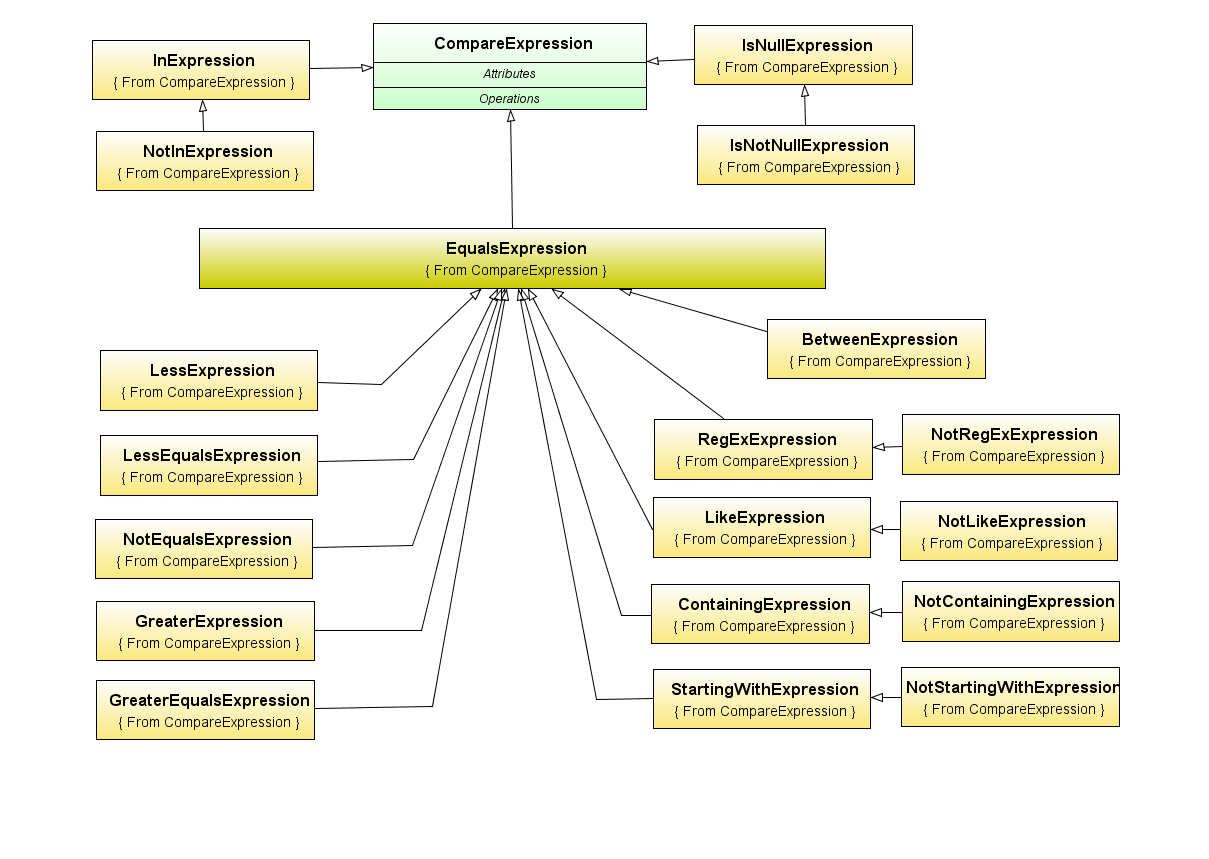 CompareExpression
Attributes
Operations
InExpression
{ From CompareExpression }
IsNullExpression
{ From CompareExpression }
NotInExpression
{ From CompareExpression }
IsNotNullExpression
{ From CompareExpression }
EqualsExpression
{ From CompareExpression }
BetweenExpression
{ From CompareExpression }
LessExpression
{ From CompareExpression }
RegExExpression
{ From CompareExpression }
NotRegExExpression
{ From CompareExpression }
LessEqualsExpression
{ From CompareExpression }
LikeExpression
{ From CompareExpression }
NotLikeExpression
{ From CompareExpression }
NotEqualsExpression
{ From CompareExpression }
ContainingExpression
{ From CompareExpression }
NotContainingExpression
{ From CompareExpression }
GreaterExpression
{ From CompareExpression }
StartingWithExpression
{ From CompareExpression }
NotStartingWithExpression
{ From CompareExpression }
GreaterEqualsExpression
{ From CompareExpression }